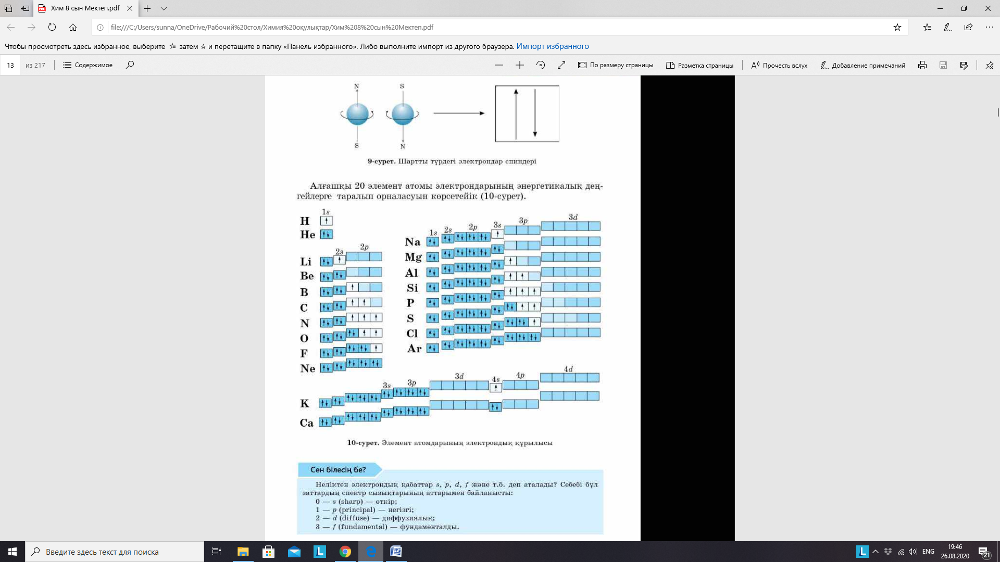 Хим 8 сын Мектеп.pdf
file:///C:/Users/sunna/OneDrive/Рабочий%20стол/Химия%20оқулықтар/Хим%208%20сын%20Мектеп.pdf
Чтобы просмотреть здесь избранное, выберите затем и перетащите в папку «Панель избранного». Либо выполните импорт из другого браузера. Импорт избранного
13 из 217 Содержимое По размеру страницы Разметка страницы Прочесть вслух Добавление примечаний
N S
S N
9-сурет. Шартты түрдегі электрондар спиндері
Алғашқы 20 элемент атомы электрондарының энергетикалық дең-
гейлерге таралып орналасуын көрсетейік (10-сурет).
1s
H
He
2s 2p
Li
Be
B
C
N
O
F
Ne
1s 2s 2p 3s 3p 3d
Na
Mg
Al
Si
P
S
Cl
Ar
3s 3p 3d 4s 4p 4d
K
Ca
10-сурет. Элемент атомдарының электрондық құрылысы
Сен білесің бе?
Неліктен электрондық қабаттар s, p, d, f және т.б. деп аталады? Себебі бұл
заттардың спектр сызықтарының аттарымен байланысты:
0 — s (sharp) — өткір;
1 — p (principal) — негізгі;
2 — d (diffuse) — диффузиялық;
3 — f (fundamental) — фундаменталды.
Введите здесь текст для поиска
L
L
ENG
19:46
26.08.2020
21